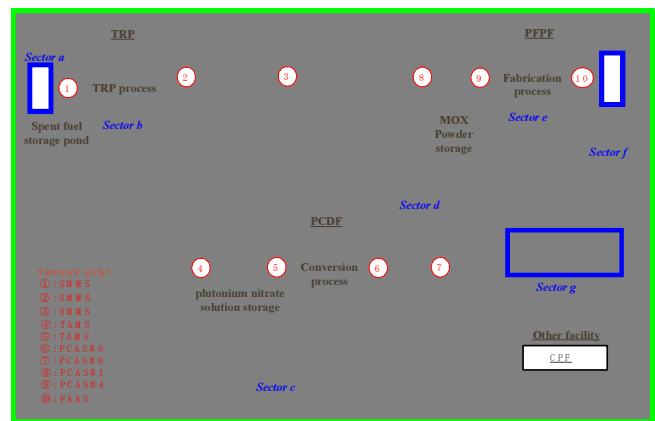 TRP
PFPF
Sector a
1
TRP process
2
3
8
9
Fabrication
process
10
Spent fuel
storage pond
Sector b
MOX
Powder
storage
Sector e
Sector f
Sector d
PCDF
4
5
Conversion
process
6
7
plutonium nitrate
solution storage
Sector g
Strategic point
①:SMMS
②:SMMS
③:SMMS
④:TAMS
⑤:TAMS
⑥:PCAS#0
⑦:PCAS#0
⑧:PCAS#1
⑨:PCAS#4
⑩:FAAS
Other facility
CPF
Sector c